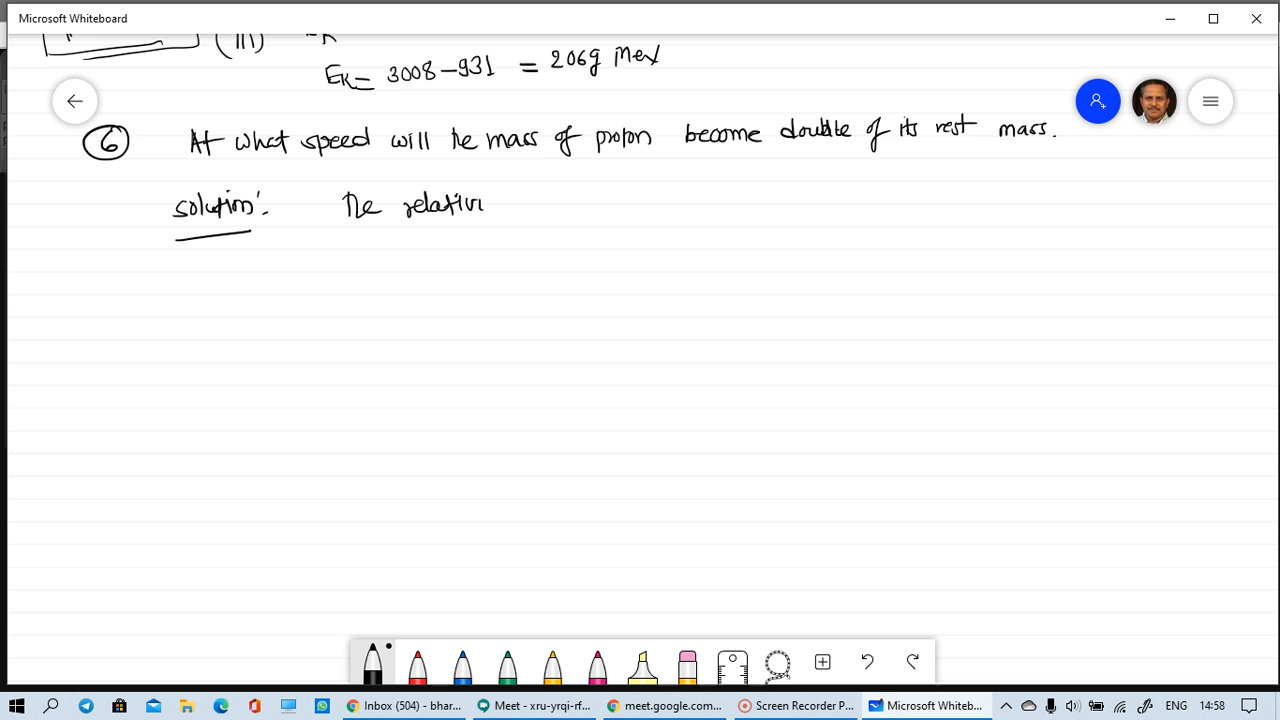 Microsoft Whiteboard
(III)
EK = 3008 - 931 = 2069 Mev
6 At what speed will the mass of proton become double of its rest mass.
solution: The relativi
Inbox (504) - bhar...
Meet - xru-yrqi-rf...
meet.google.com...
Screen Recorder P...
Microsoft Whiteb...
ENG
14:58